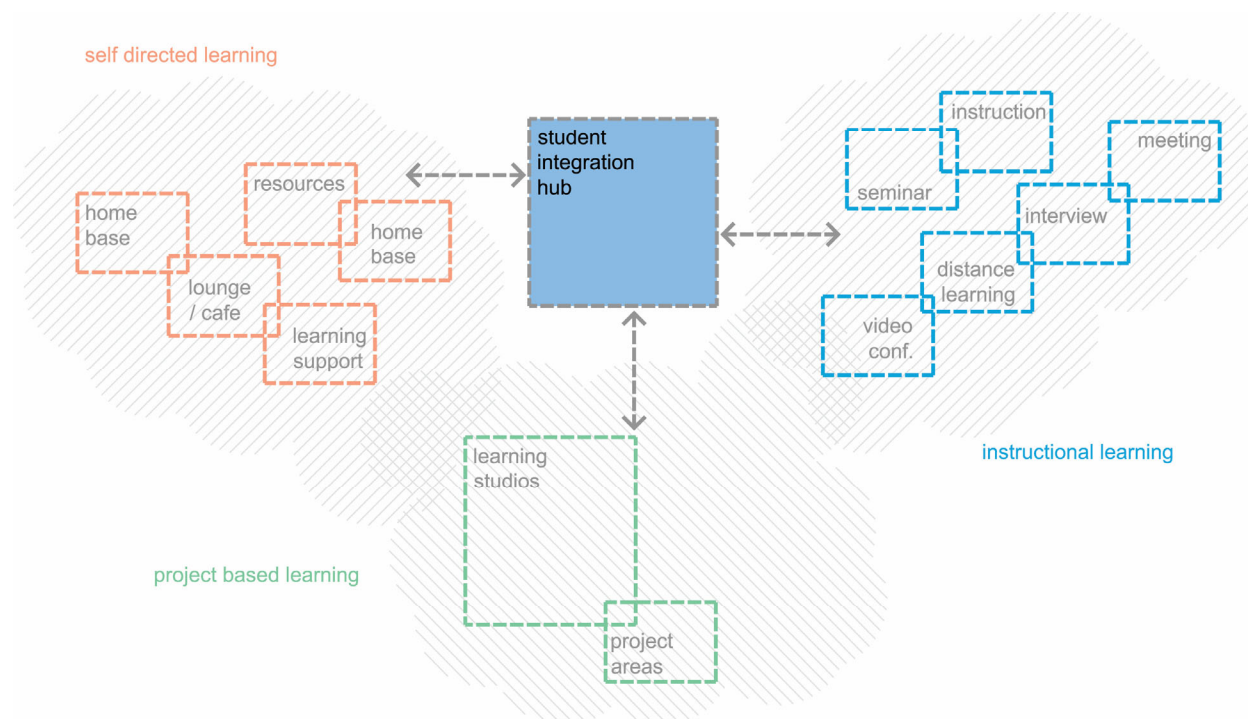 self directed learning
resources
home
base
home
base
lounge
/ cafe
learning
support
student
integration
hub
instruction
meeting
seminar
interview
distance
learning
video
conf.
instructional learning
learning
studios
project based learning
project
areas